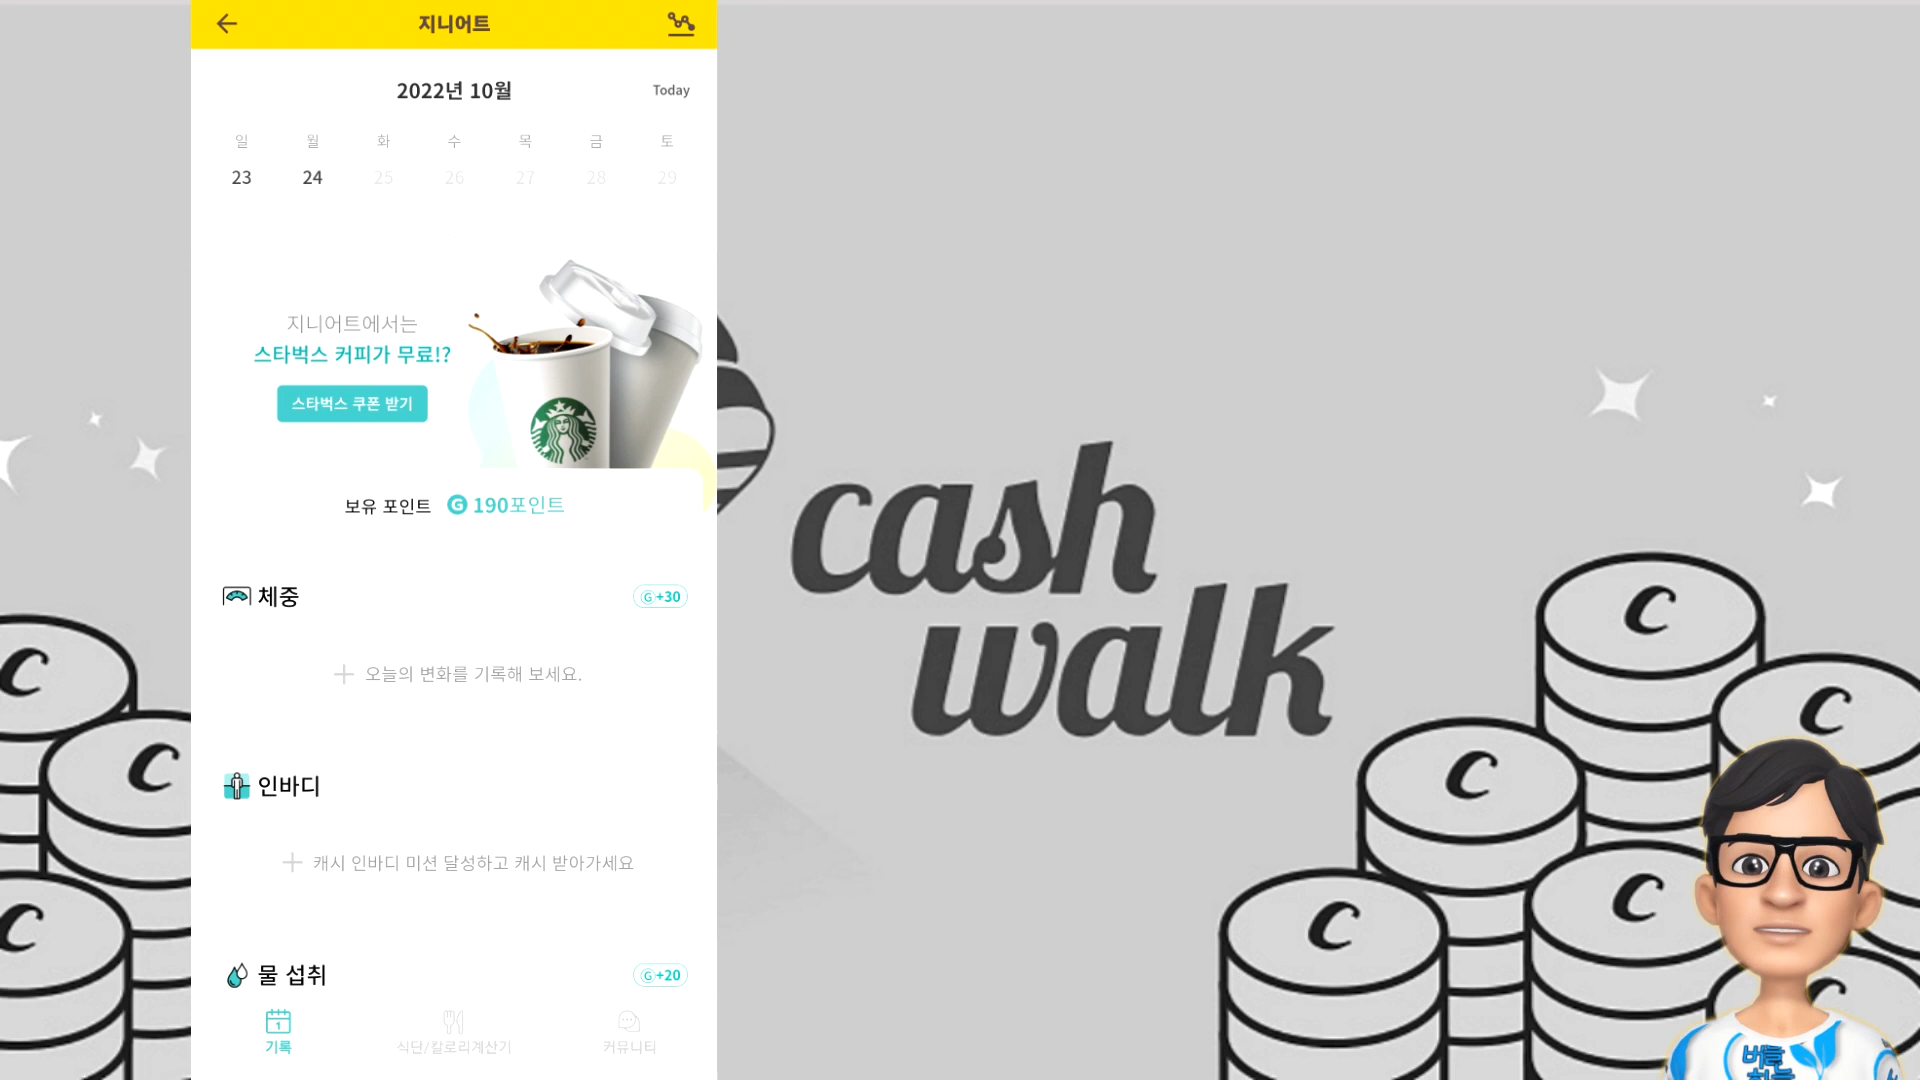 지니어트
2022년 10월
Today
일 월 화 수 목 금 토
23 24 25 26 27 28 29
지니어트에서는
스타벅스 커피가 무료!?
스타벅스 쿠폰 받기
보유 포인트 G 190포인트
체중 G+30
오늘의 변화를 기록해 보세요.
인바디
캐시 인바디 미션 달성하고 캐시 받아가세요
물 섭취 G+20
1
기록 식단/칼로리계산기 커뮤니티
cash
walk
C
C
C
C
C
C
C
C
C
버틀